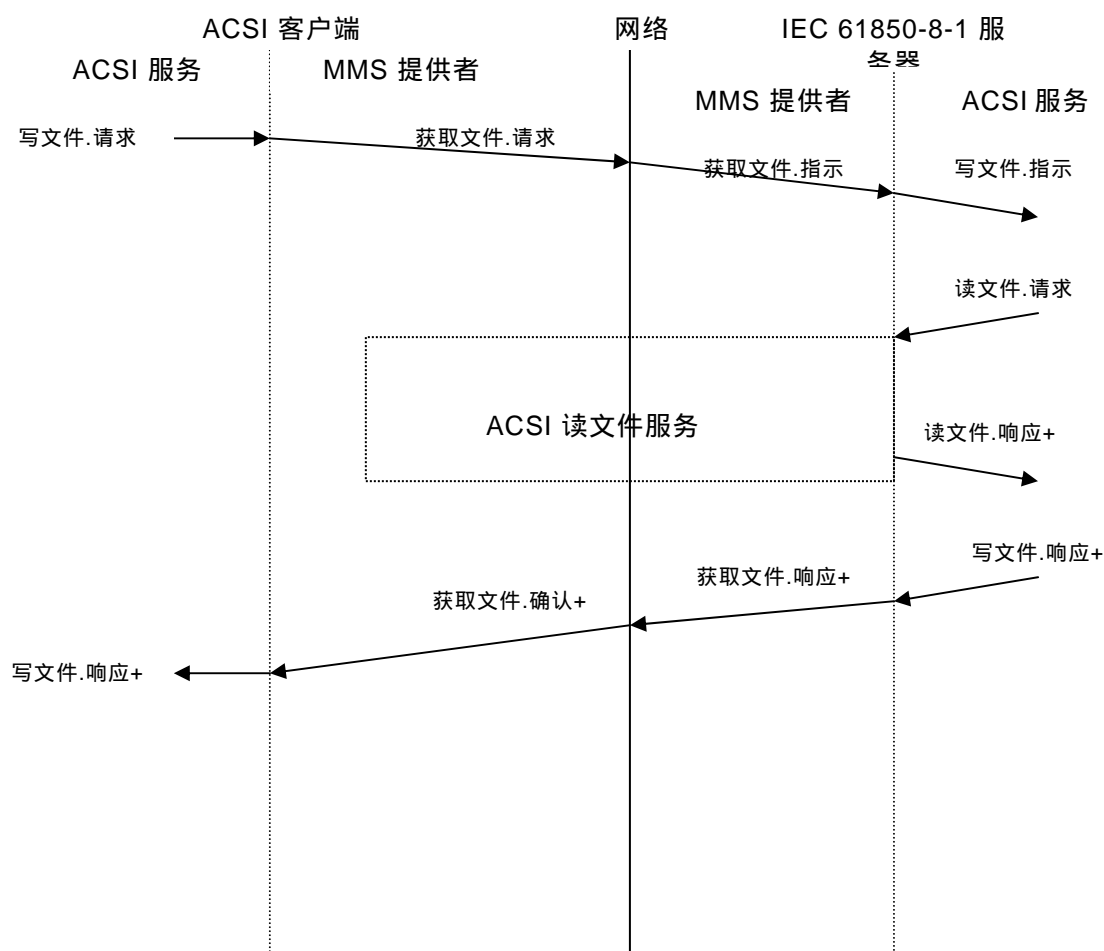 ACSI 客户端
网络
IEC 61850-8-1 服
务器
ACSI 服务
MMS 提供者
MMS 提供者
ACSI 服务
写文件.请求
获取文件.请求
获取文件.指示
写文件.指示
读文件.请求
ACSI 读文件服务
读文件.响应+
写文件.响应+
获取文件.响应+
获取文件.确认+
写文件.响应+